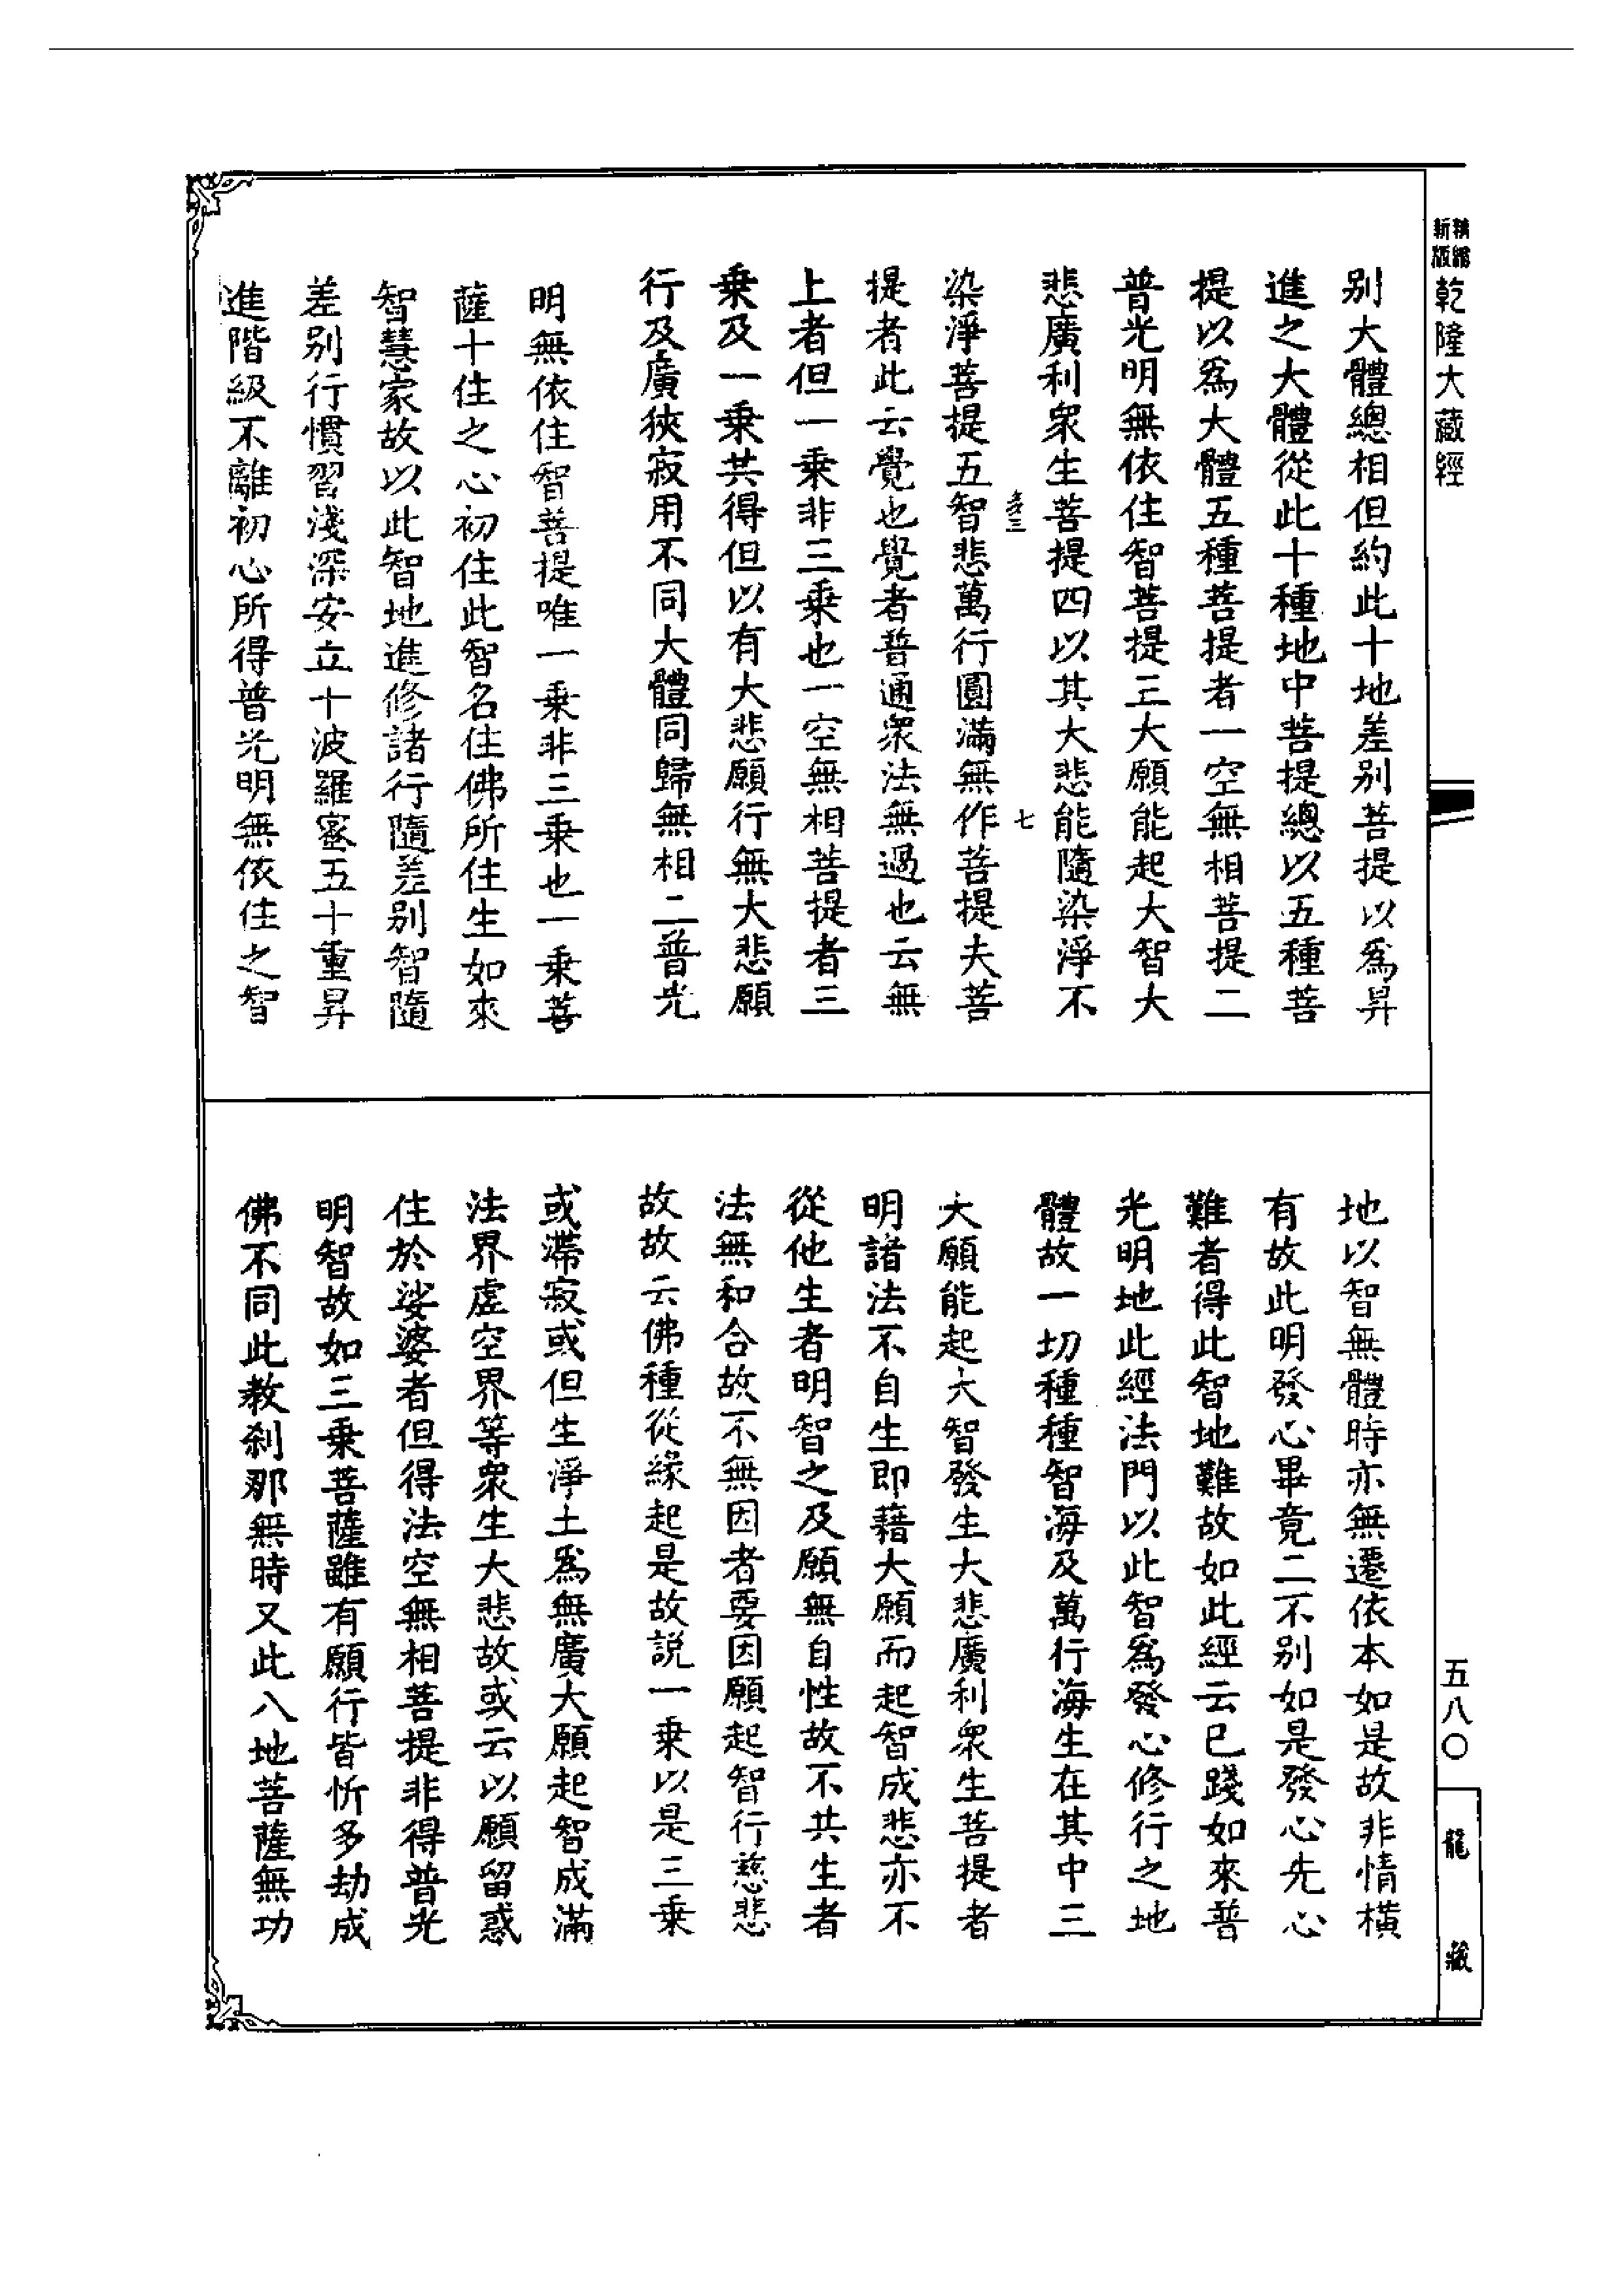 精縮新版
乾隆大藏經
別大體總相但約此十地差別菩提以爲昇
進之大體從此十種地中菩提總以五種菩
提以爲大體五種菩提者一空無相菩提二
普光明無依住智菩提三大願能起大智大
悲廣利衆生菩提四以其大悲能隨染淨不
七
染淨菩提五智悲萬行圓滿無作菩提夫菩
提者此云覺也覺者普通衆法無過也云無
上者但一乘非三乘也一空無相菩提者三
乘及一乘共得但以有大悲願行無大悲願
行及廣狹寂用不同大體同歸無相二普光
明無依住智菩提唯一乘非三乘也一乘菩
薩十住之心初住此智名住佛所住生如來
智慧家故以此智地進修諸行隨差別智隨
差別行慣習淺深安立十波羅蜜五十重昇
進階級不離初心所得普光明無依住之智
地以智無體時亦無遷依本如是故非情橫
有故此明發心畢竟二不別如是發心先心
難者得此智地難故如此經云已踐如來普
光明地此經法門以此智爲發心修行之地
體故一切種種智海及萬行海生在其中三
大願能起大智發生大悲廣利衆生菩提者
明諸法不自生即藉大願而起智成悲亦不
從他生者明智之及願無自性故不共生者
法無和合故不無因者要因願起智行慈悲
故故云佛種從緣起是故說一乘以是三乘
或滯寂或但生淨土爲無廣大願起智成滿
法界虛空界等衆生大悲故或云以願留惑
住於娑婆者但得法空無相菩提非得普光
明智故如三乘菩薩雖有願行皆忻多劫成
佛不同此教剎那無時又此八地菩薩無功
五八〇
龍藏